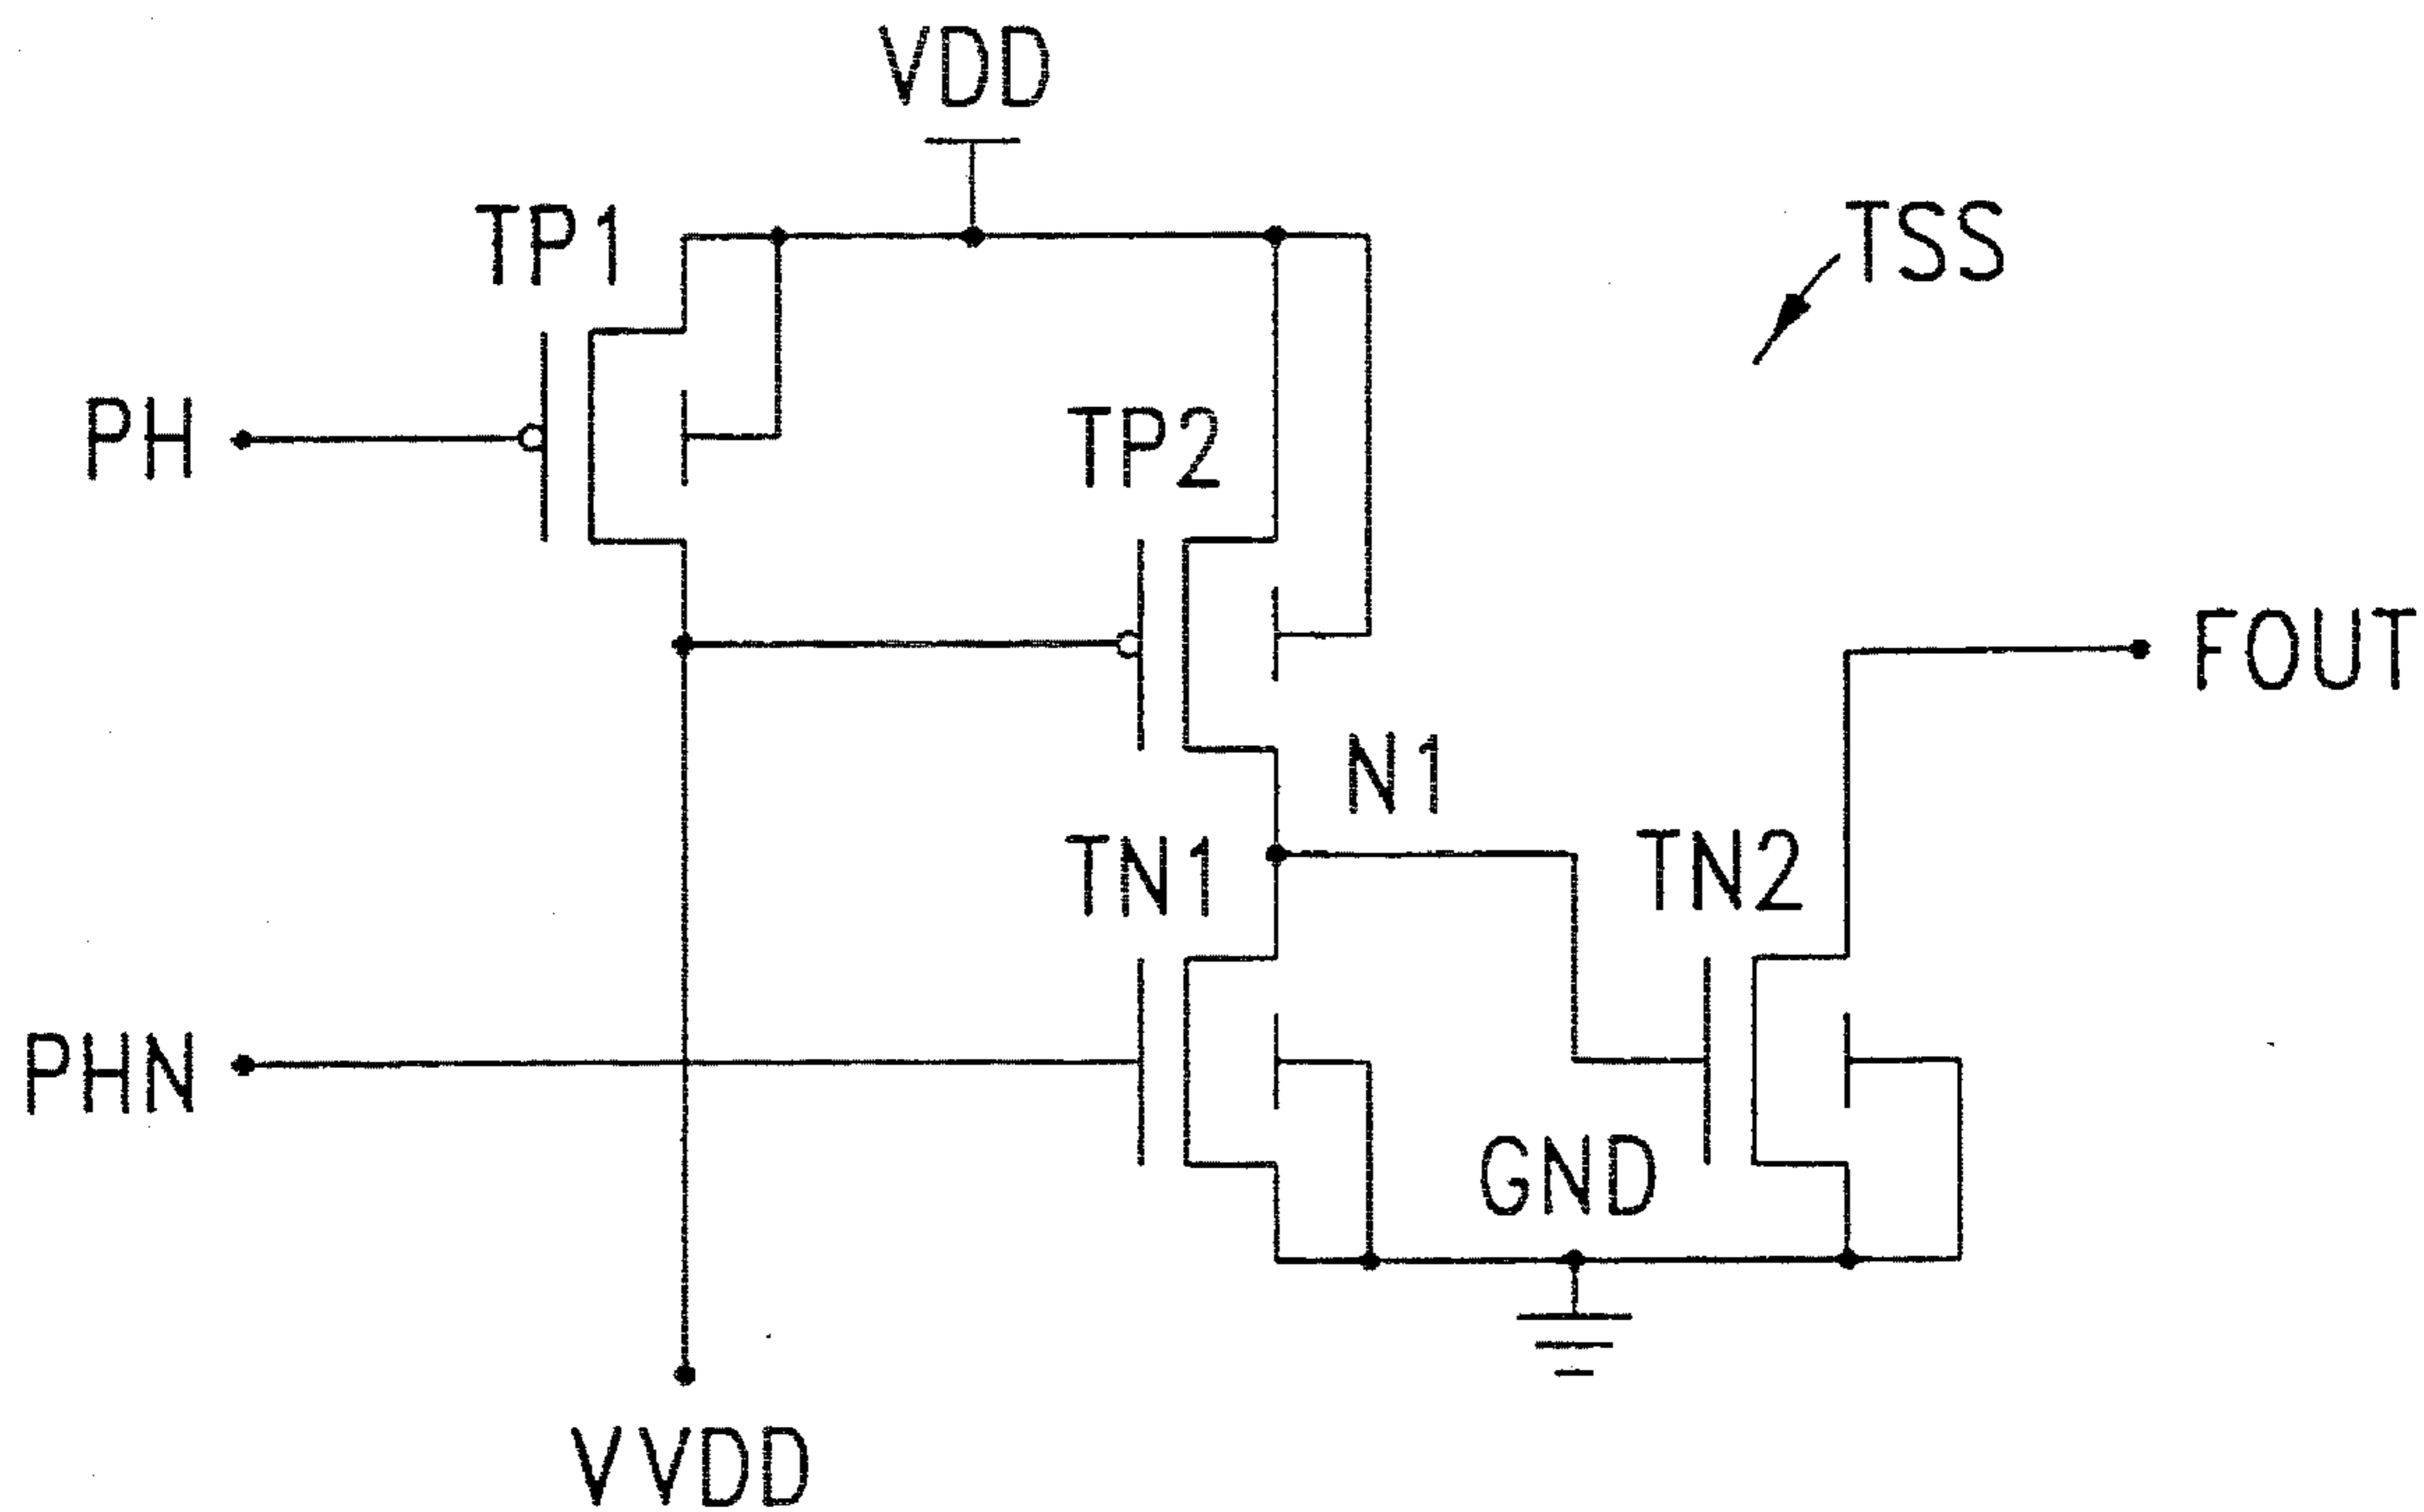 VDD
TP1
TSS
PH
TP2
FOUT
N1
TN1
TN2
PHN
GND
VVDD